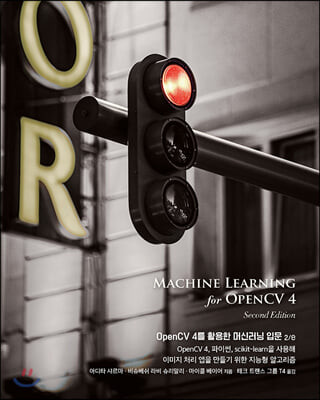 O
R
MACHINE LEARNING
for OPENCV 4
Second Edition
OpenCV 4를 활용한 머신러닝 입문 2/e
OpenCV 4, 파이썬, scikit-learn을 사용해
이미지 처리 앱을 만들기 위한 지능형 알고리즘
아디타 샤르마 · 비슈베쉬 라비 슈리말리 · 마이클 베이어 지음 테크 트랜스 그룹 T4 옮김